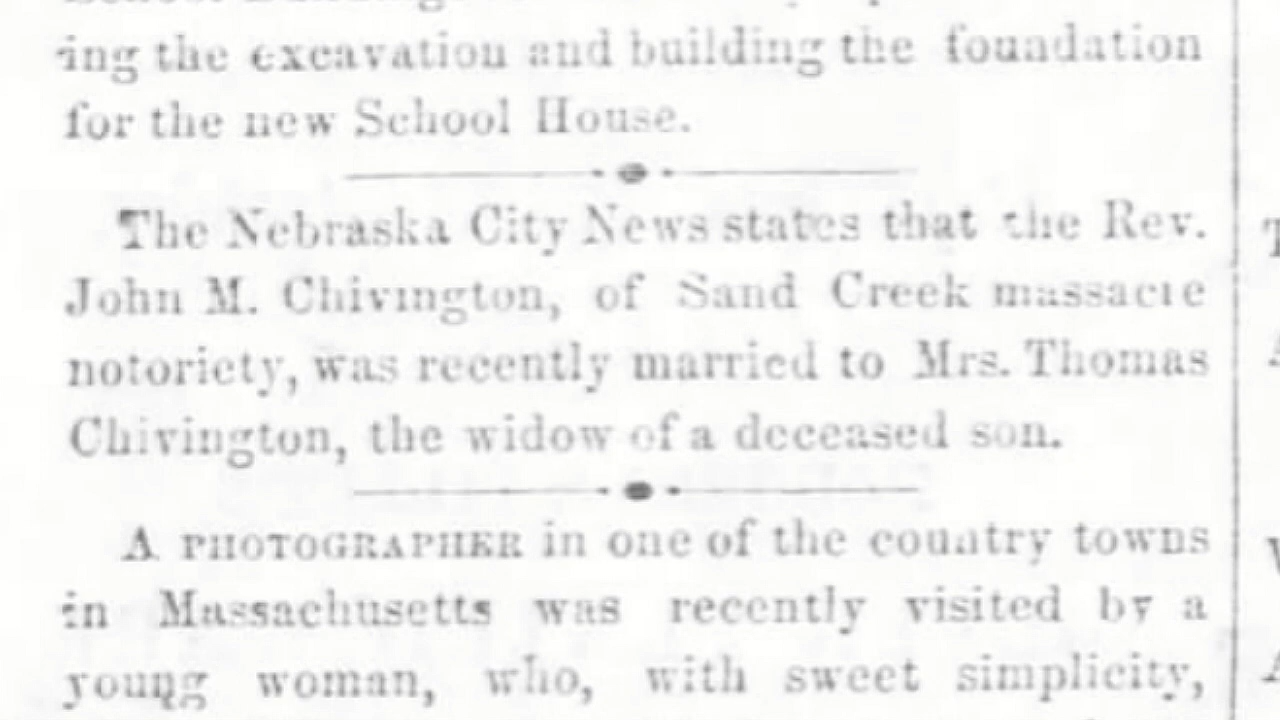 ing the excavation and building the foundation
for the new School House.
The Nebraska City News states that the Rev.
John M. Chivington, of Sand Creek massacre
notoriety, was recently married to Mrs. Thomas
Chivington, the widow of a deceased son.
A PHOTOGRAPHER in one of the country towns
in Massachusetts was recently visited by a
young woman, who, with sweet simplicity,